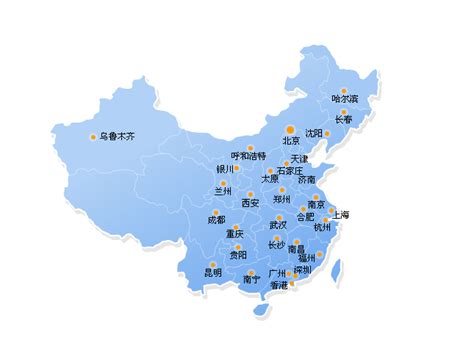 哈尔滨
长春
乌鲁木齐
沈阳
北京
呼和浩特
天津
银川
石家庄
太原
济南
兰州
郑州
西安
南京
成都
合肥
上海
武汉
杭州
重庆
长沙
南昌
贵阳
福州
昆明
南宁
广州
深圳
香港